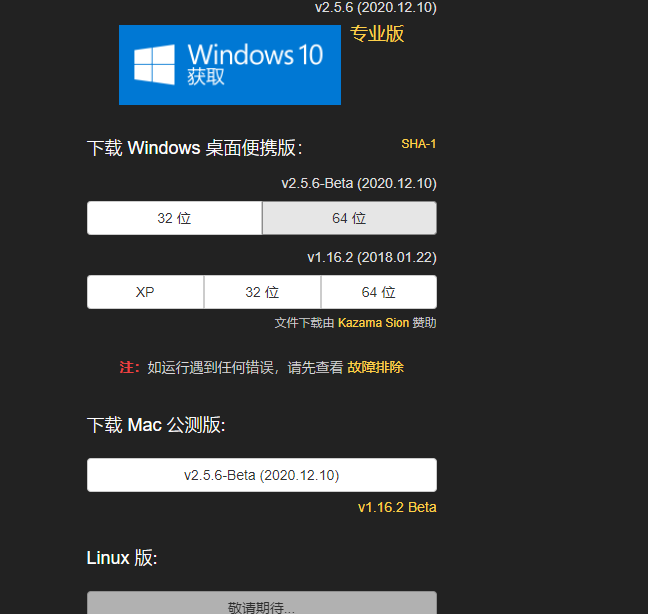 v2.5.6 (2020.12.10)
Windows 10 专业版
获取
下载 Windows 桌面便携版： SHA-1
v2.5.6-Beta (2020.12.10)
32 位 64 位
v1.16.2 (2018.01.22)
XP 32 位 64 位
文件下载由 Kazama Sion 赞助
注：如运行遇到任何错误，请先查看 故障排除
下载 Mac 公测版:
v2.5.6-Beta (2020.12.10)
v1.16.2 Beta
Linux 版:
敬请期待...